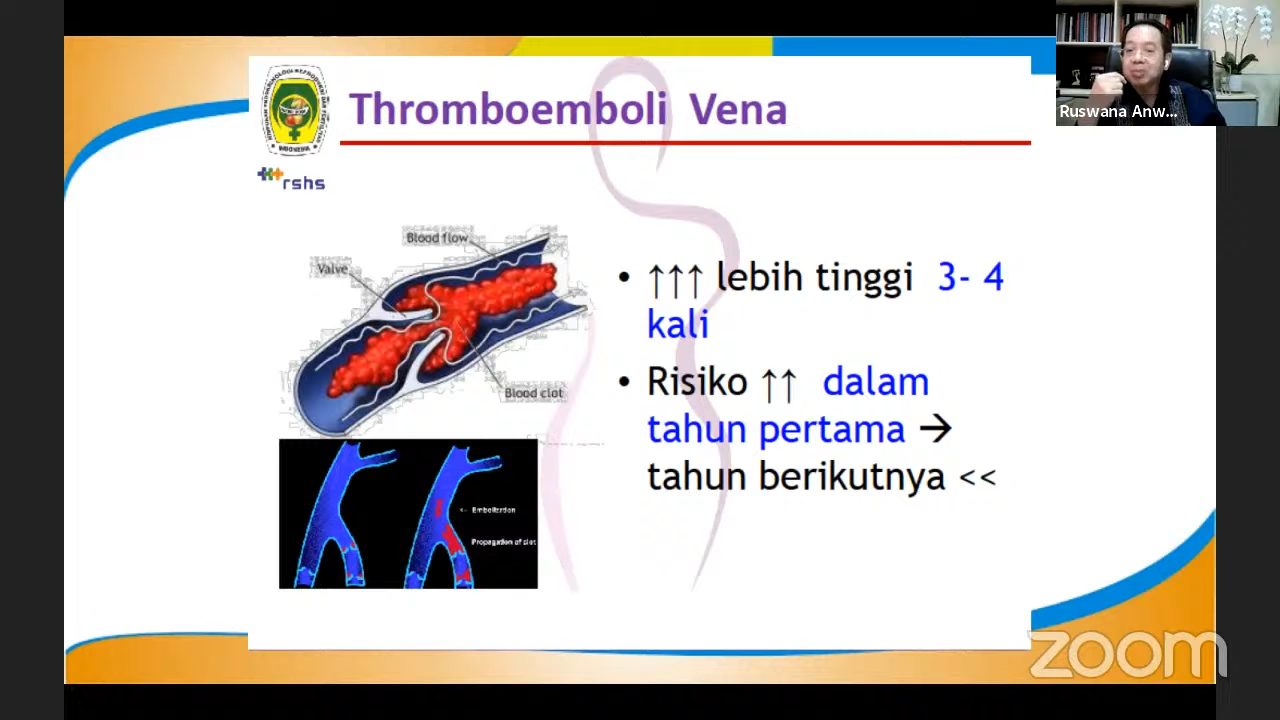 Thromboemboli Vena
INDONESIA
rshs
Blood flow
Valve
Blood clot
Embolization
Propagation of clot
• ↑↑↑ lebih tinggi 3- 4
kali
• Risiko ↑↑ dalam
tahun pertama →
tahun berikutnya <<
Ruswana Anw...
zoom